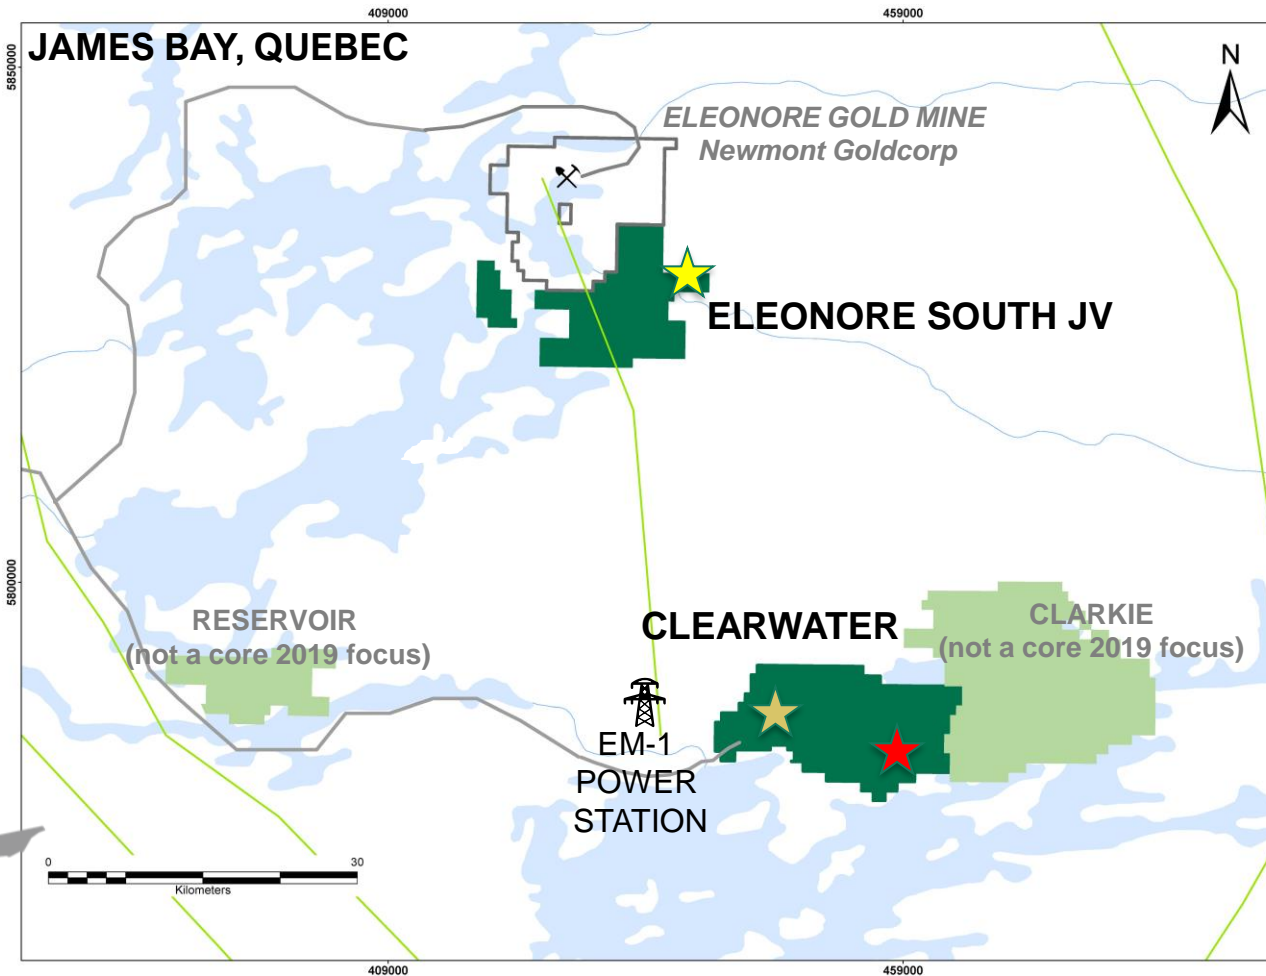 409000
459000
JAMES BAY, QUEBEC
N
5850000
ELEONORE GOLD MINE
Newmont Goldcorp
ELEONORE SOUTH JV
5800000
RESERVOIR
(not a core 2019 focus)
CLEARWATER
CLARKIE
(not a core 2019 focus)
EM-1
POWER
STATION
0
30
Kilometers
409000
459000